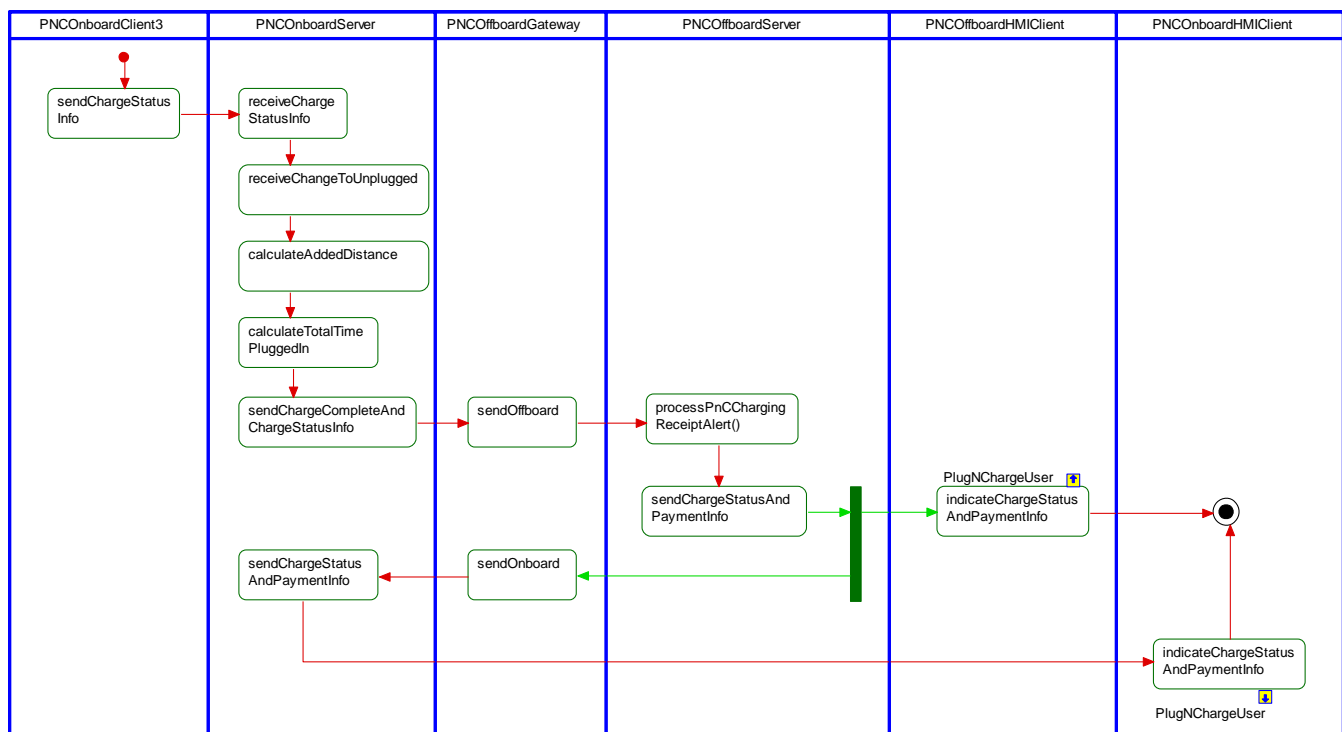 PNCOnboardClient3
PNCOnboardServer
PNCOffboardGateway
PNCOffboardServer
PNCOffboardHMIClient
PNCOnboardHMIClient
sendChargeStatus
Info
receiveCharge
StatusInfo
receiveChangeToUnplugged
calculateAddedDistance
calculateTotalTime
PluggedIn
sendChargeCompleteAnd
ChargeStatusInfo
sendOffboard
processPnCCharging
ReceiptAlert()
sendChargeStatusAnd
PaymentInfo
PlugNChargeUser
indicateChargeStatus
AndPaymentInfo
sendOnboard
sendChargeStatus
AndPaymentInfo
indicateChargeStatus
AndPaymentInfo
PlugNChargeUser